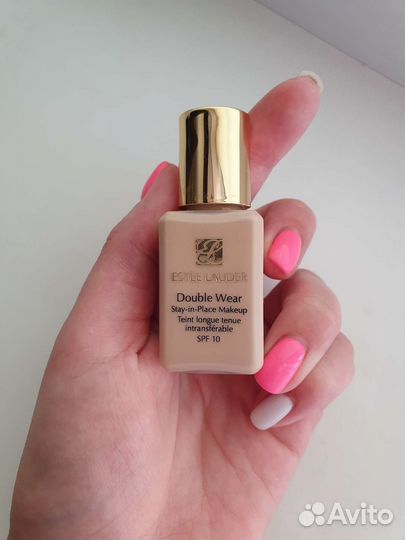 ESTĒE LAUDER
Double Wear
Stay-in-Place Makeup
Teint longue tenue
intransférable
SPF 10
Avito